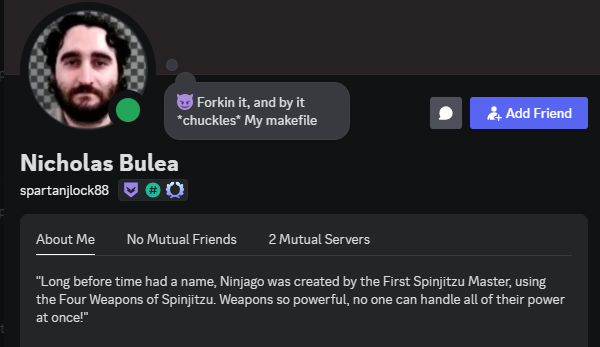 😈 Forkin it, and by it
*chuckles* My makefile
Add Friend
Nicholas Bulea
spartanjlock88
#
About Me
No Mutual Friends
2 Mutual Servers
"Long before time had a name, Ninjago was created by the First Spinjitzu Master, using
the Four Weapons of Spinjitzu. Weapons so powerful, no one can handle all of their power
at once!"